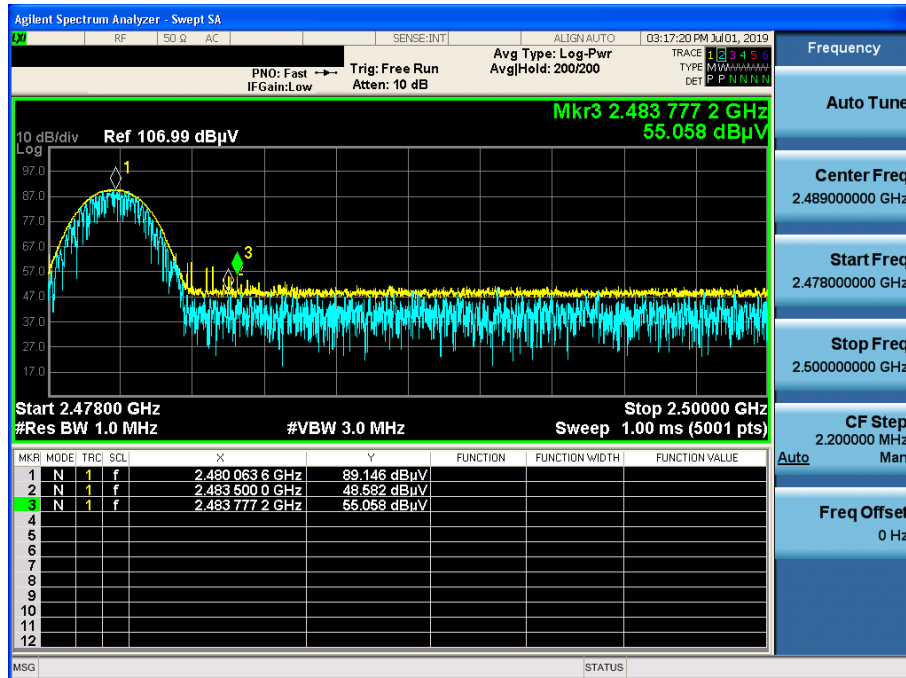 Agilent Spectrum Analyzer - Swept SA
LXI RF 50 Ω AC SENSE:INT ALIGN AUTO 03:17:20 PM Jul 01, 2019
PNO: Fast Trig: Free Run Avg Type: Log-Pwr TRACE 1 2 3 4 5 6
IFGain:Low Atten: 10 dB Avg|Hold: 200/200 TYPE MWWWWW
DET P P N N N N
Mkr3 2.483 777 2 GHz
55.058 dBµV
10 dB/div Ref 106.99 dBµV
Log
97.0
87.0
77.0
67.0
57.0
47.0
37.0
27.0
17.0
1
3
Start 2.47800 GHz Stop 2.50000 GHz
#Res BW 1.0 MHz #VBW 3.0 MHz Sweep 1.00 ms (5001 pts)
MKR MODE TRC SCL X Y FUNCTION FUNCTION WIDTH FUNCTION VALUE
1 N 1 f 2.480 063 6 GHz 89.146 dBµV
2 N 1 f 2.483 500 0 GHz 48.582 dBµV
3 N 1 f 2.483 777 2 GHz 55.058 dBµV
4
5
6
7
8
9
10
11
12
MSG STATUS
Frequency
Auto Tune
Center Freq
2.489000000 GHz
Start Freq
2.478000000 GHz
Stop Freq
2.500000000 GHz
CF Step
2.200000 MHz
Auto Man
Freq Offset
0 Hz